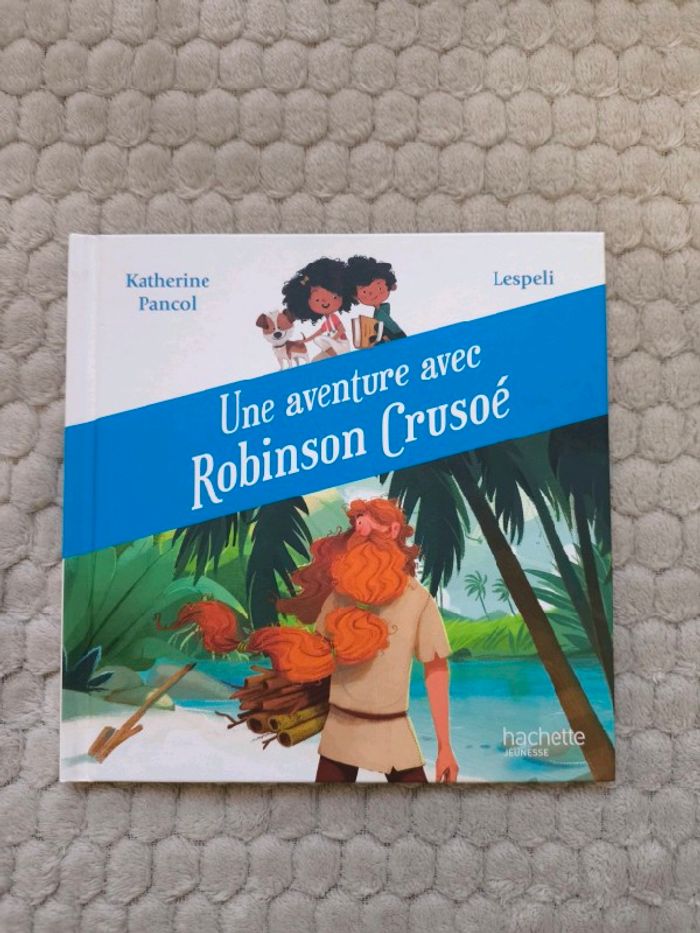 Katherine
Pancol
Lespeli
Une aventure avec
Robinson Crusoé
hachette
JEUNESSE